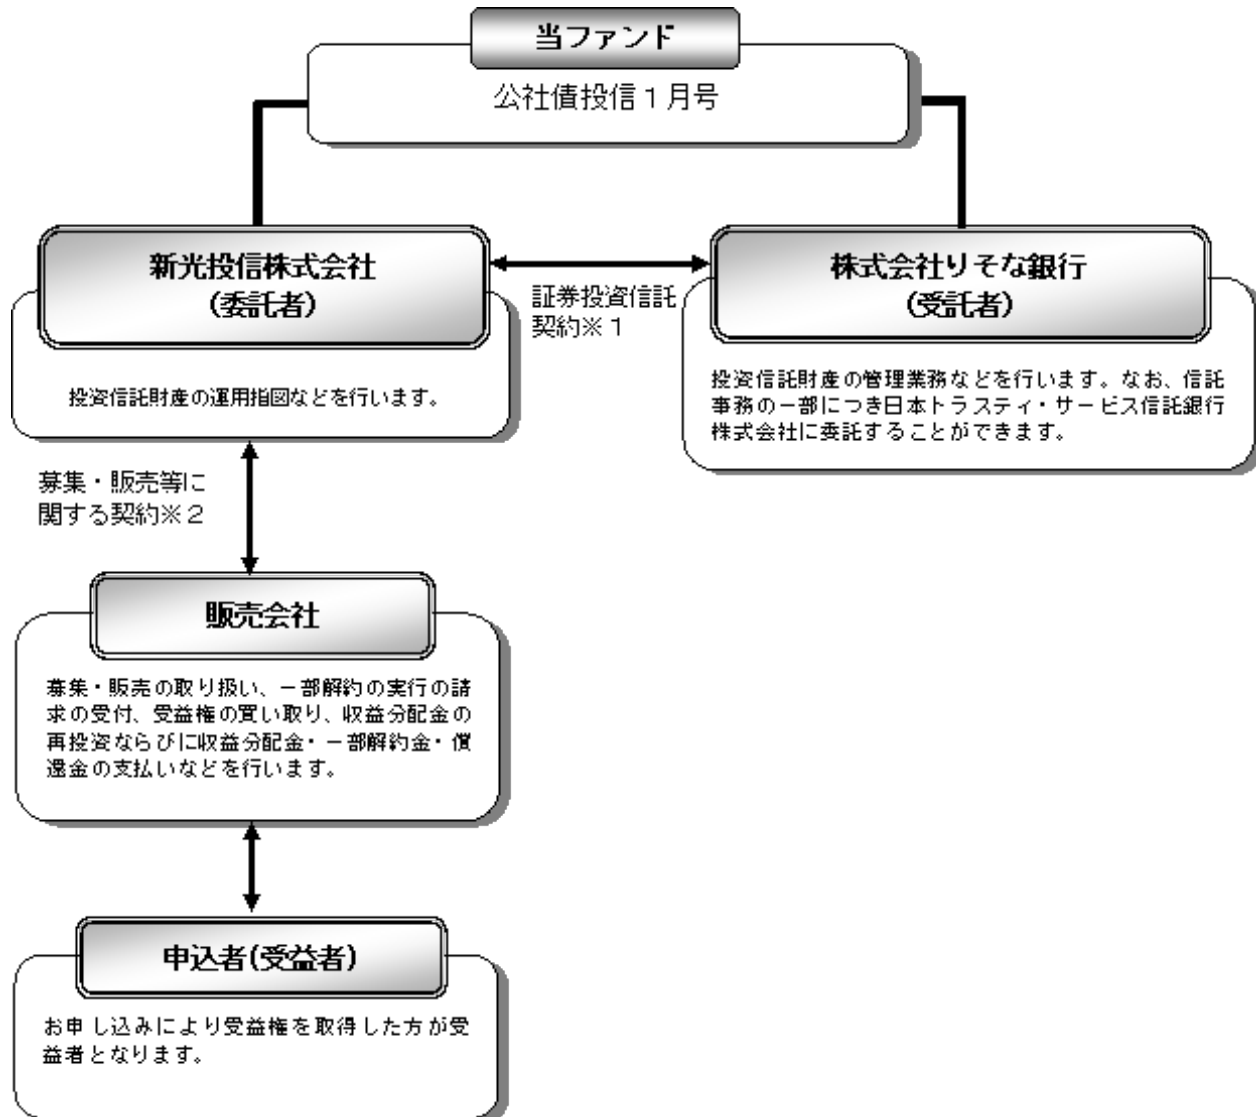 当ファンド
公社債投信１月号
新光投信株式会社
(委託者)
投資信託財産の運用指図などを行います。
証券投資信託
契約※１
株式会社りそな銀行
(受託者)
投資信託財産の管理業務などを行います。なお、信託
事務の一部につき日本トラスティ・サービス信託銀行
株式会社に委託することができます。
募集・販売等に
関する契約※２
販売会社
募集・販売の取り扱い、一部解約の実行の請
求の受付、受益権の買い取り、収益分配金の
再投資ならびに収益分配金・一部解約金・償
還金の支払いなどを行います。
申込者(受益者)
お申し込みにより受益権を取得した方が受
益者となります。